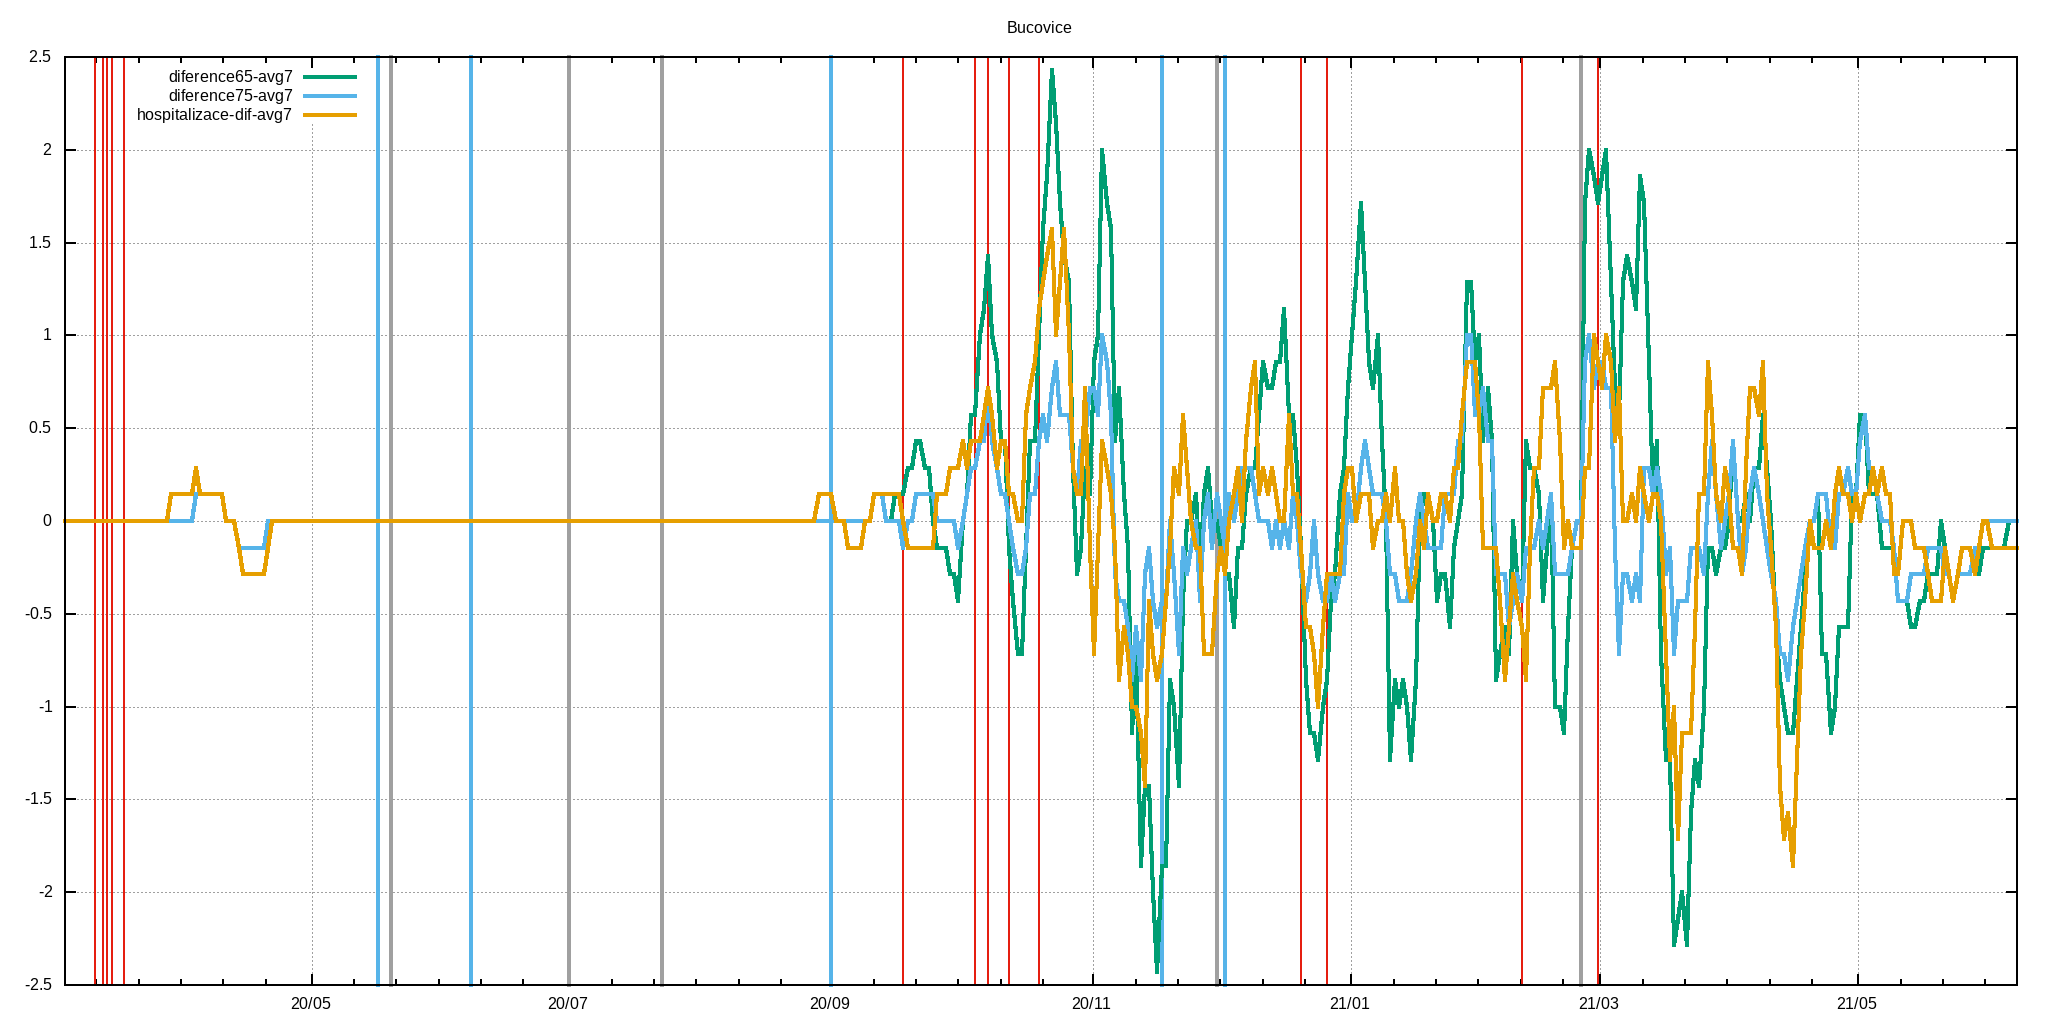 Bucovice
diference65-avg7
diference75-avg7
hospitalizace-dif-avg7
2.5
2
1.5
1
0.5
0
-0.5
-1
-1.5
-2
-2.5
20/05 20/07 20/09 20/11 21/01 21/03 21/05